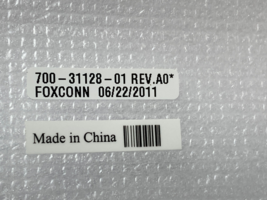 700-31128-01 REV.A0*
FOXCONN 06/22/2011
Made in China